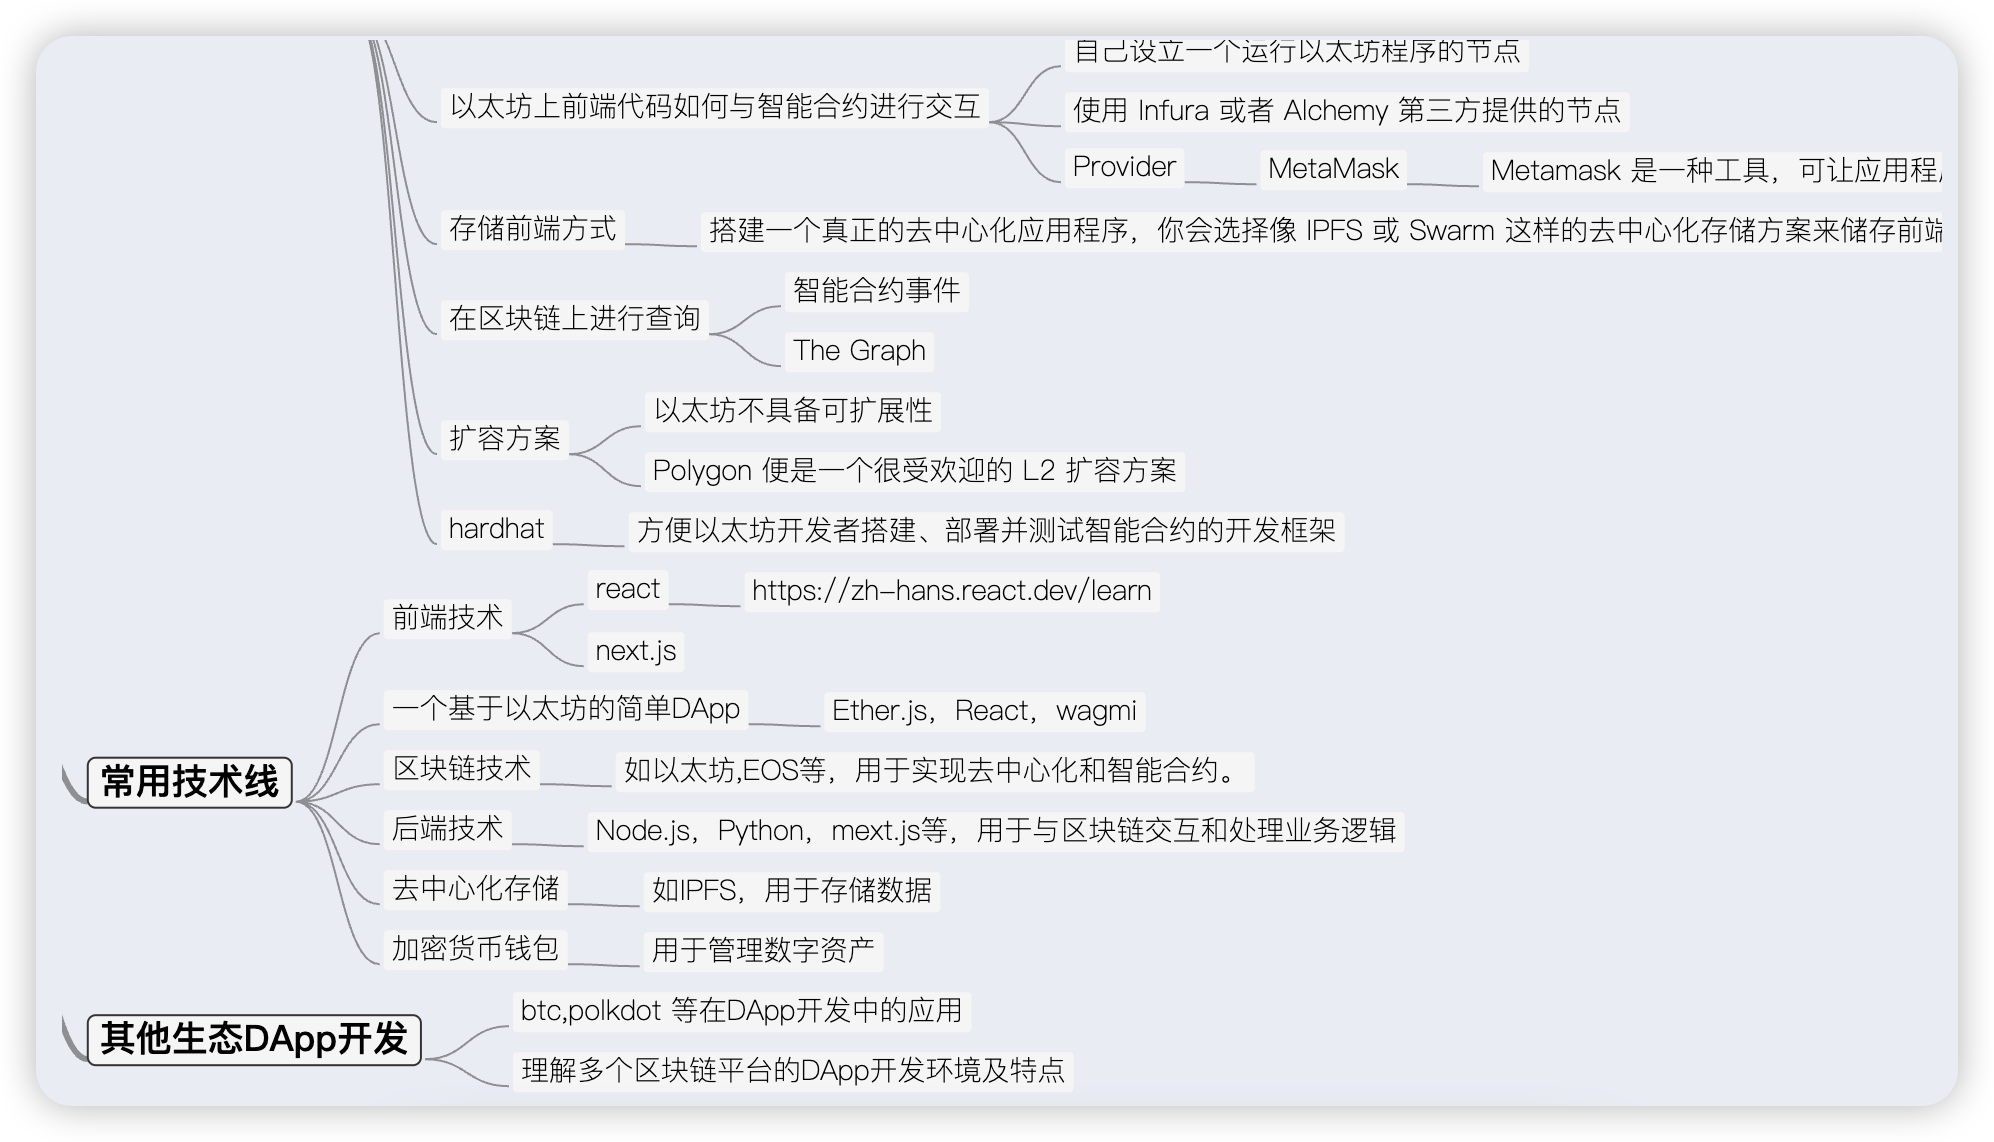 自己设立一个运行以太坊程序的节点
以太坊上前端代码如何与智能合约进行交互
使用 Infura 或者 Alchemy 第三方提供的节点
Provider
MetaMask
Metamask 是一种工具，可让应用程
存储前端方式
搭建一个真正的去中心化应用程序，你会选择像 IPFS 或 Swarm 这样的去中心化存储方案来储存前端
在区块链上进行查询
智能合约事件
The Graph
扩容方案
以太坊不具备可扩展性
Polygon 便是一个很受欢迎的 L2 扩容方案
hardhat
方便以太坊开发者搭建、部署并测试智能合约的开发框架
常用技术线
前端技术
react
https://zh-hans.react.dev/learn
next.js
一个基于以太坊的简单DApp
Ether.js，React，wagmi
区块链技术
如以太坊,EOS等，用于实现去中心化和智能合约。
后端技术
Node.js，Python，mext.js等，用于与区块链交互和处理业务逻辑
去中心化存储
如IPFS，用于存储数据
加密货币钱包
用于管理数字资产
其他生态DApp开发
btc,polkdot 等在DApp开发中的应用
理解多个区块链平台的DApp开发环境及特点